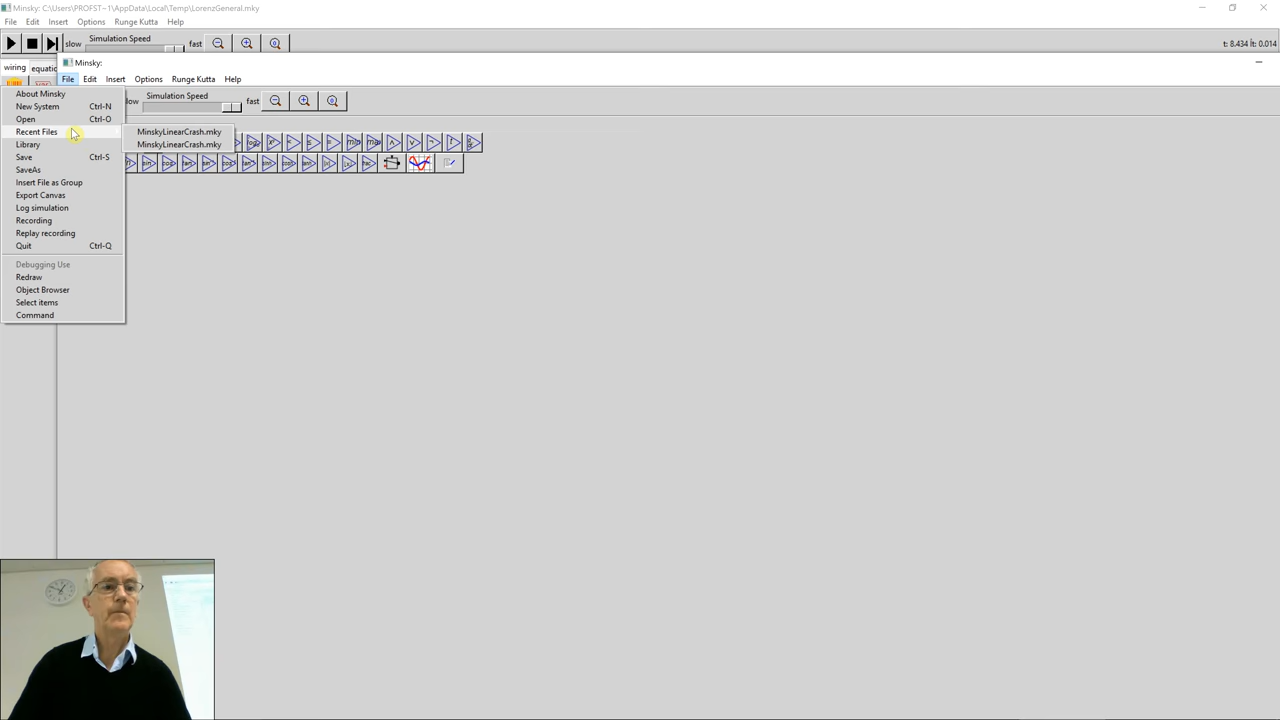 Minsky: C:\Users\PROFST~1\AppData\Local\Temp\LorenzGeneral.mky
File Edit Insert Options Runge Kutta Help
slow Simulation Speed fast
t: 8.434 Δt: 0.014
Minsky:
wiring equatic
File Edit Insert Options Runge Kutta Help
low Simulation Speed fast
About Minsky
New System Ctrl-N
Open Ctrl-O
Recent Files
Library
Save Ctrl-S
SaveAs
Insert File as Group
Export Canvas
Log simulation
Recording
Replay recording
Quit Ctrl-Q
Debugging Use
Redraw
Object Browser
Select items
Command
MinskyLinearCrash.mky
MinskyLinearCrash.mky